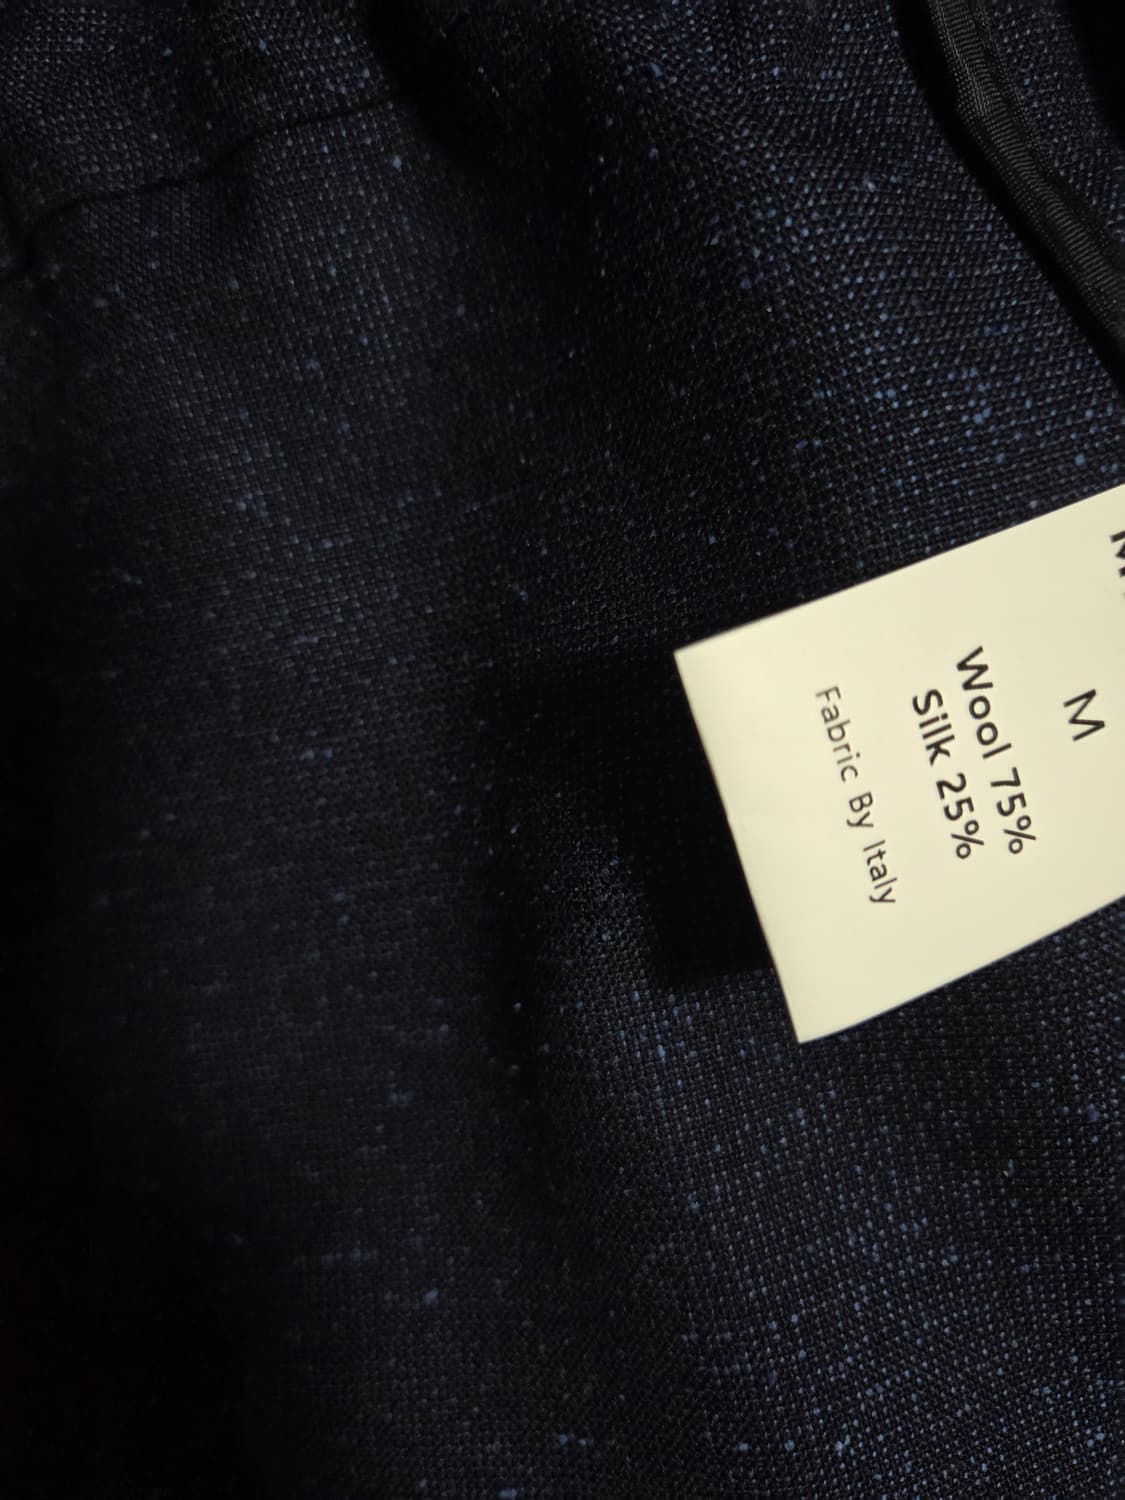 M
Wool 75%
Silk 25%
Fabric By Italy